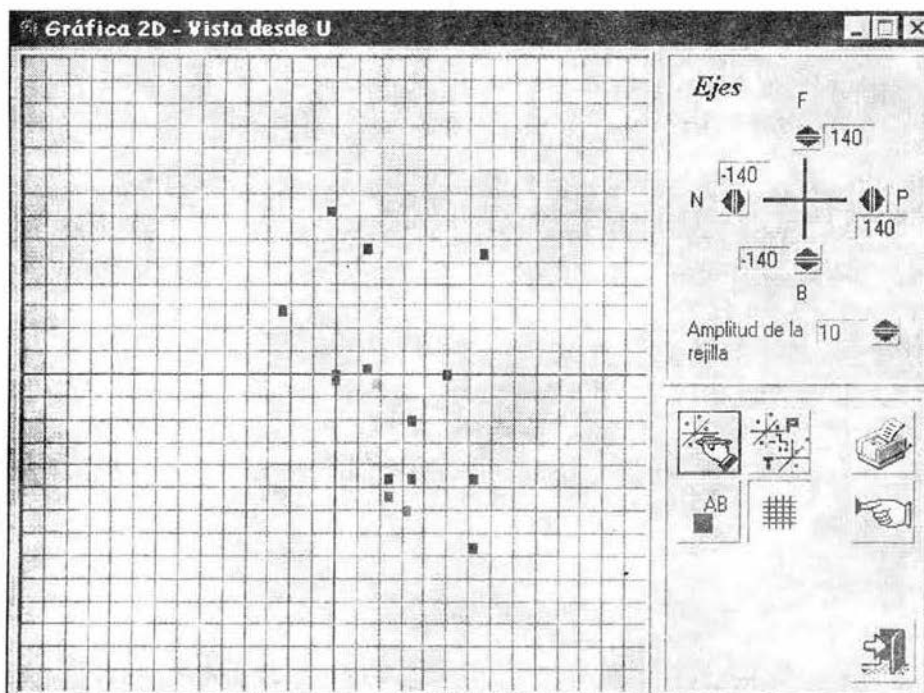 Gráfica 2D - Vista desde U
Ejes
F
140
-140
N
P
140
-140
B
Amplitud de la
rejilla
10
P
T
AB